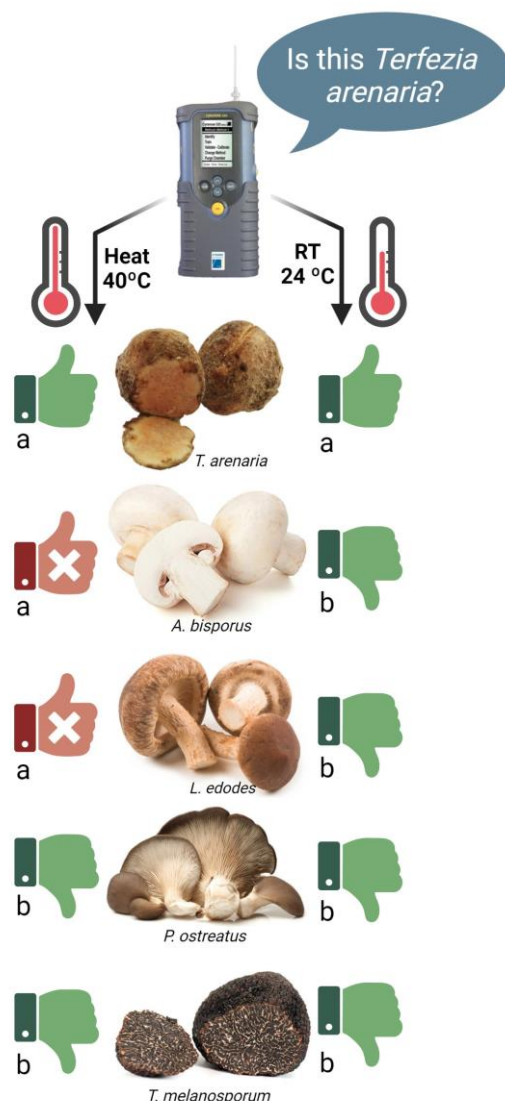 Is this Terfezia
arenaria?
Heat
40ºC
RT
24 ºC
a
a
T. arenaria
a
b
A. bisporus
a
b
L. edodes
b
b
P. ostreatus
b
b
T. melanosporum